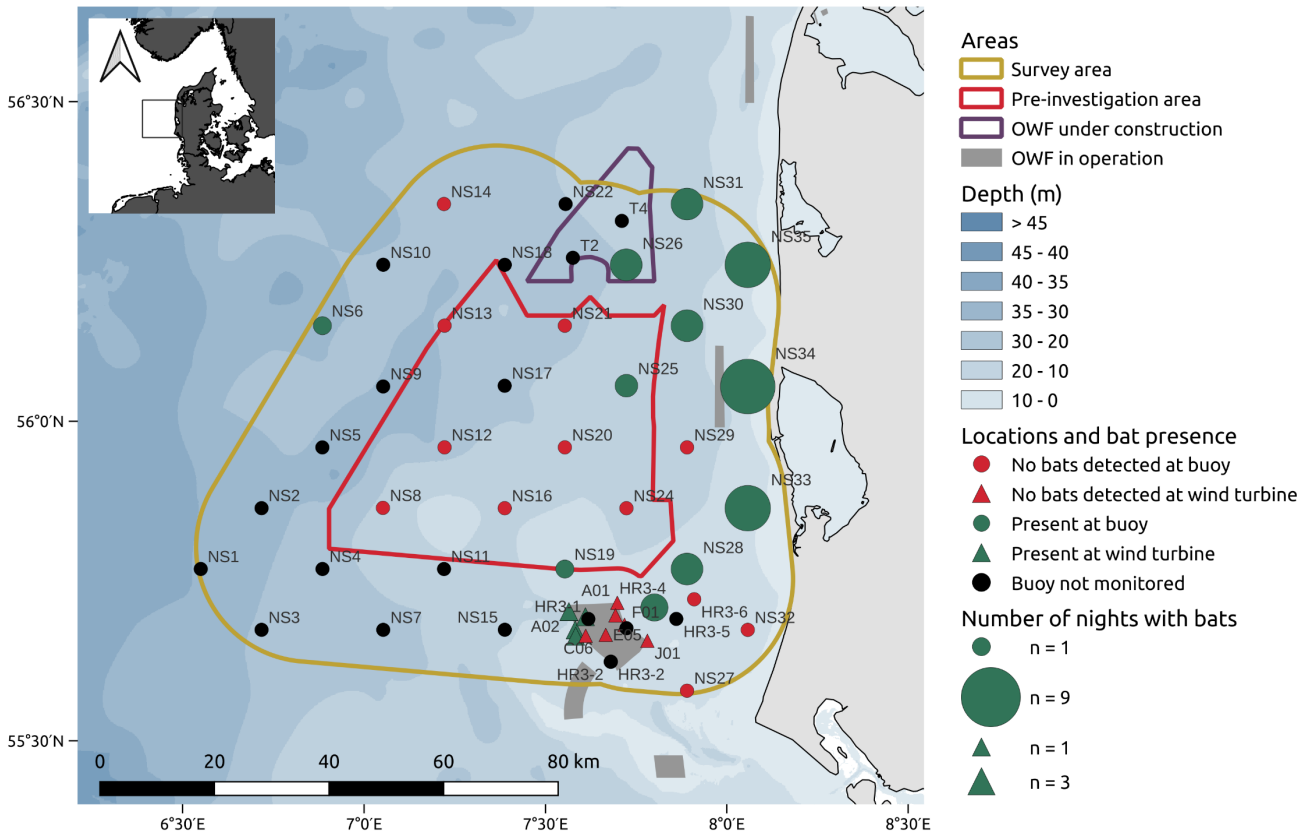 56°30′N
56°0′N
55°30′N
6°30′E
7°0′E
7°30′E
8°0′E
8°30′E
NS14
NS22
NS31
T4
NS35
NS10
NS18
T2
NS26
NS6
NS13
NS21
NS30
NS34
NS9
NS17
NS25
NS5
NS12
NS20
NS29
NS2
NS8
NS16
NS24
NS33
NS1
NS4
NS11
NS19
NS28
A01
HR3-4
HR3-1
F01
HR3-6
NS3
NS7
NS15
A02
E05
HR3-5
NS32
C06
J01
HR3-2
HR3-2
NS27
0 20 40 60 80 km
Areas
Survey area
Pre-investigation area
OWF under construction
OWF in operation
Depth (m)
> 45
45 - 40
40 - 35
35 - 30
30 - 20
20 - 10
10 - 0
Locations and bat presence
No bats detected at buoy
No bats detected at wind turbine
Present at buoy
Present at wind turbine
Buoy not monitored
Number of nights with bats
n = 1
n = 9
n = 1
n = 3